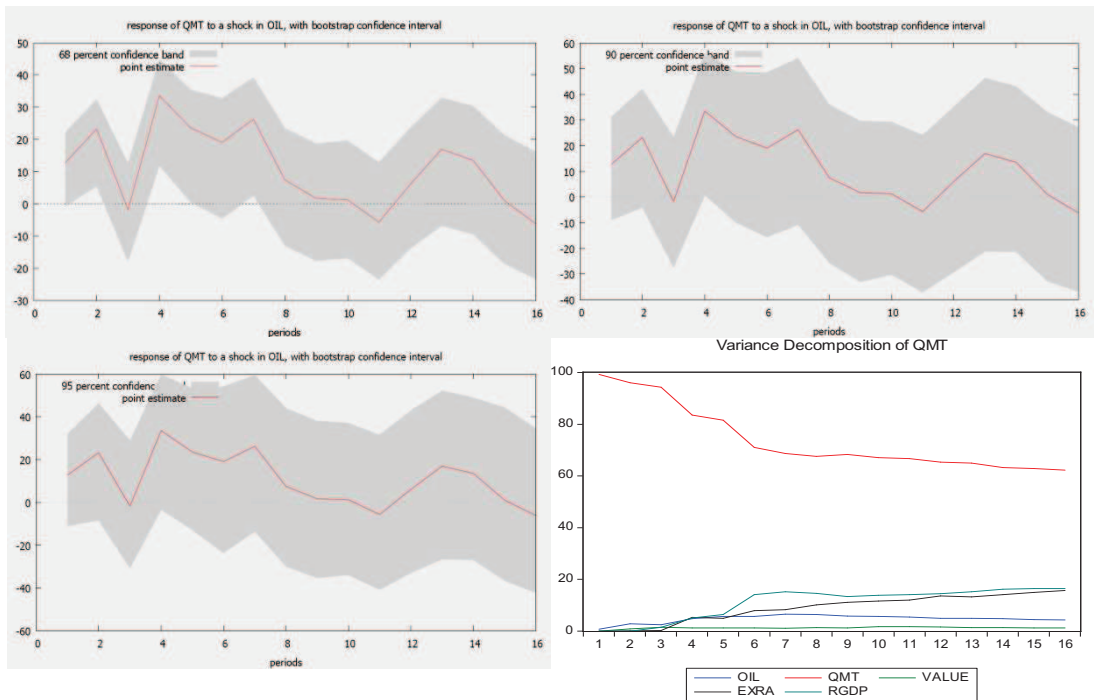 response of QMT to a shock in OIL, with bootstrap confidence interval
68 percent confidence band
point estimate
50
40
30
20
10
0
-10
-20
-30
0 2 4 6 8 10 12 14 16
periods
response of QMT to a shock in OIL, with bootstrap confidence interval
90 percent confidence band
point estimate
60
50
40
30
20
10
0
-10
-20
-30
-40
0 2 4 6 8 10 12 14 16
periods
response of QMT to a shock in OIL, with bootstrap confidence interval
95 percent confidenc
point estimate
60
40
20
0
-20
-40
-60
0 2 4 6 8 10 12 14 16
periods
Variance Decomposition of QMT
100
80
60
40
20
0
1 2 3 4 5 6 7 8 9 10 11 12 13 14 15 16
OIL QMT VALUE
EXRA RGDP